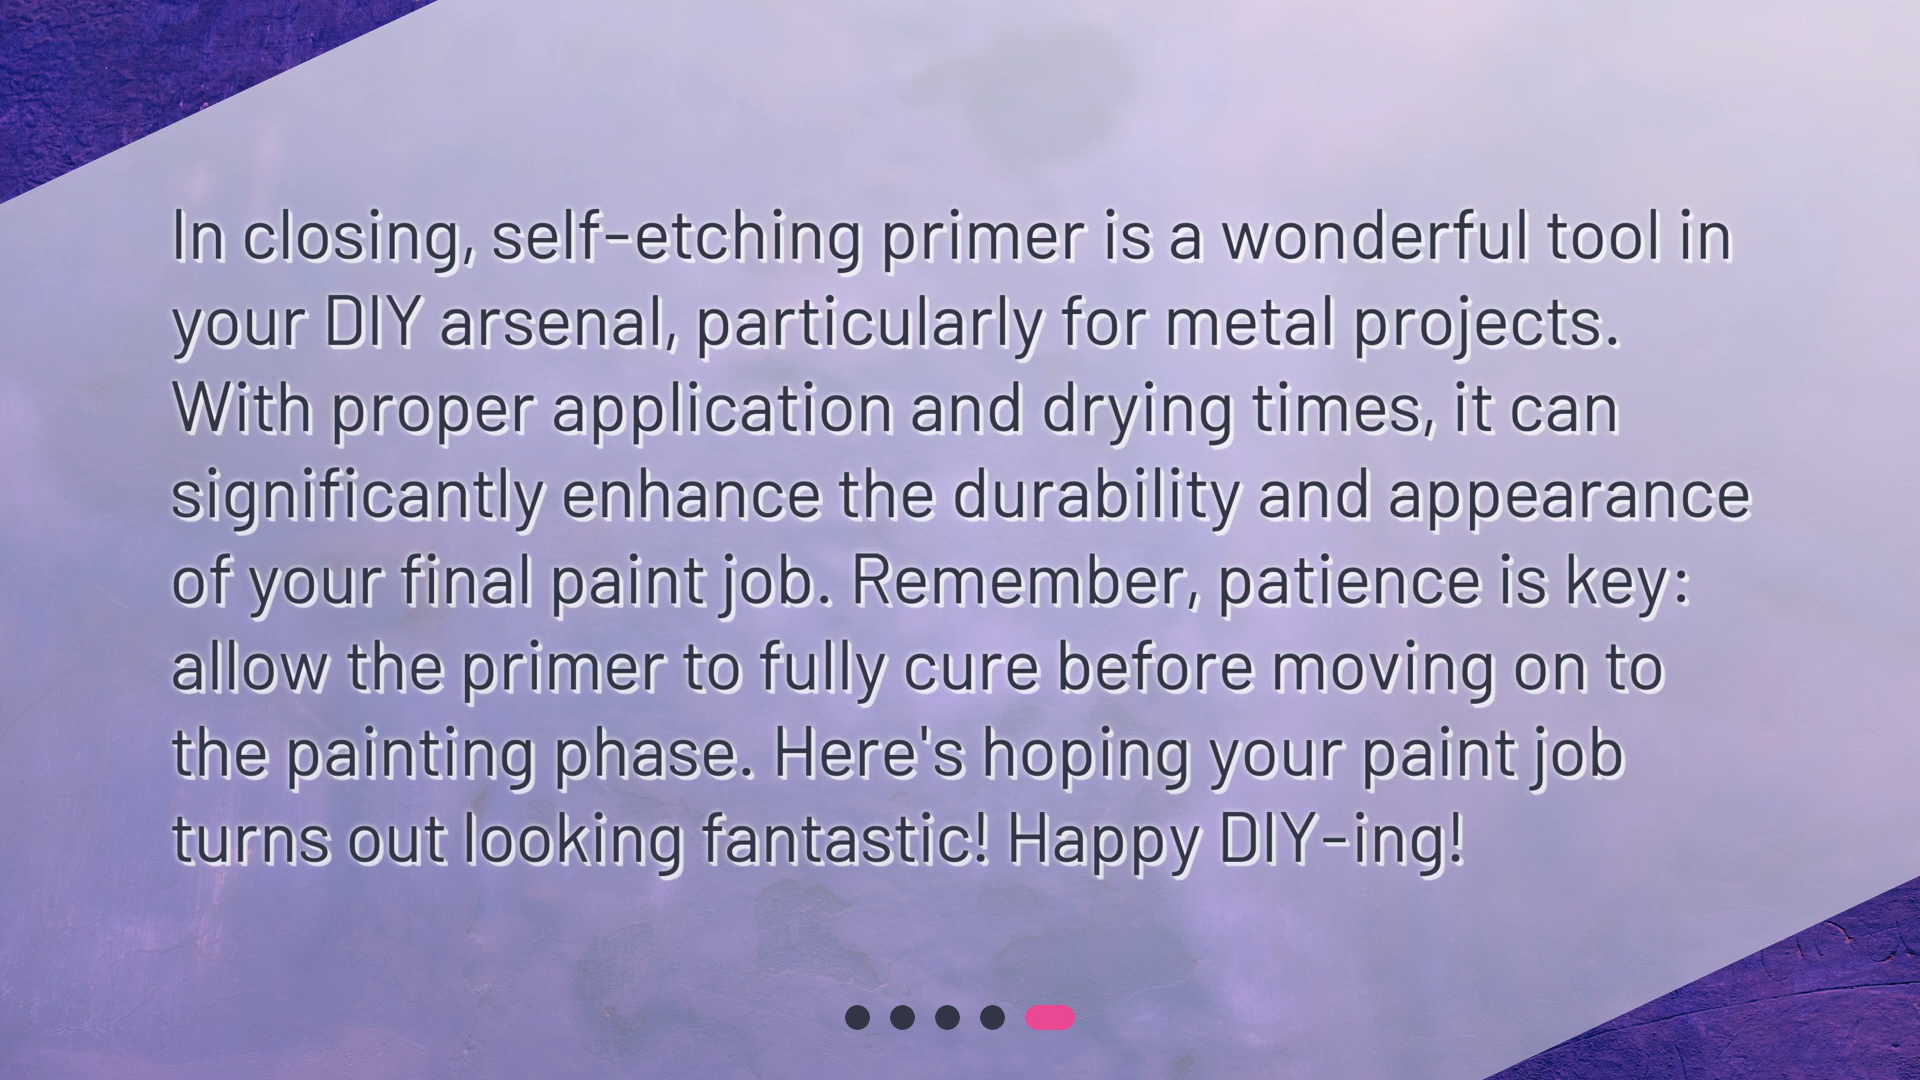 In closing, self-etching primer is a wonderful tool in
your DIY arsenal, particularly for metal projects.
With proper application and drying times, it can
significantly enhance the durability and appearance
of your final paint job. Remember, patience is key:
allow the primer to fully cure before moving on to
the painting phase. Here's hoping your paint job
turns out looking fantastic! Happy DIY-ing!